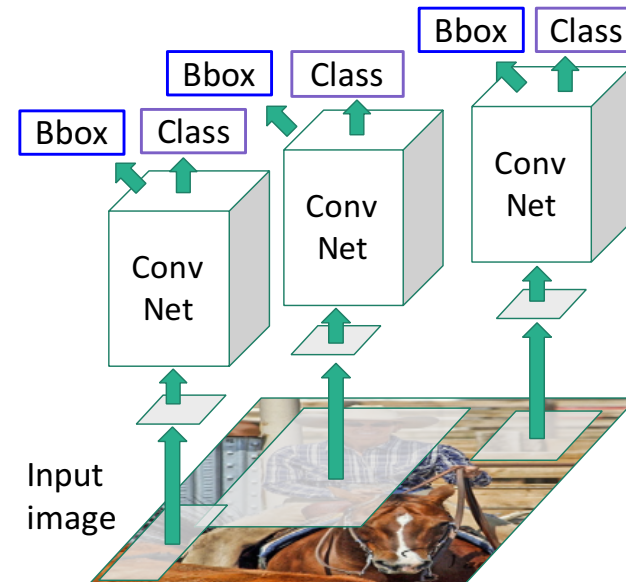 Bbox
Class
Bbox
Class
Bbox
Class
Conv
Net
Conv
Net
Conv
Net
Input
image